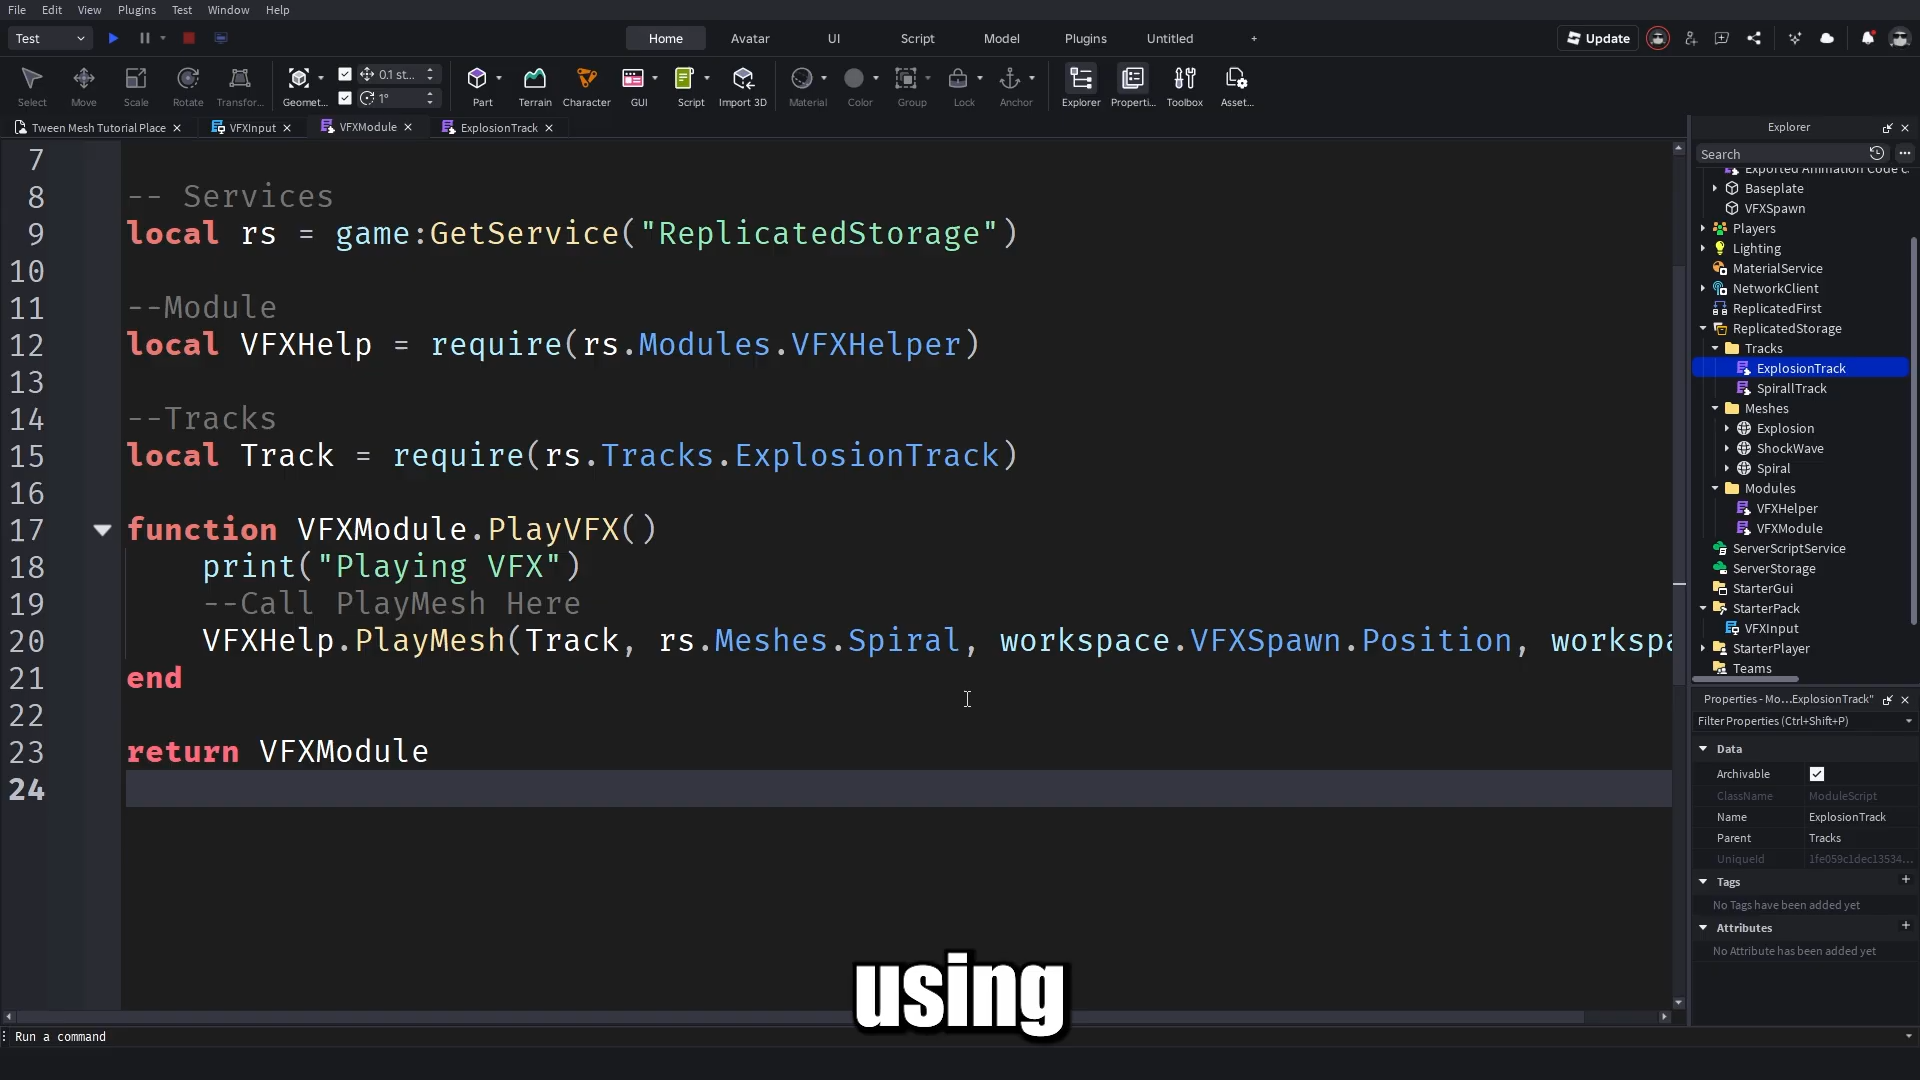 File Edit View Plugins Test Window Help
Test
Home Avatar UI Script Model Plugins Untitled +
Update
Select Move Scale Rotate Transfor... Geomet... 0.1 st... 1° Part Terrain Character GUI Script Import 3D Material Color Group Lock Anchor Explorer Properti... Toolbox Asset...
Tween Mesh Tutorial Place VFXInput VFXModule ExplosionTrack
7
8 -- Services
9 local rs = game:GetService("ReplicatedStorage")
10
11 --Module
12 local VFXHelp = require(rs.Modules.VFXHelper)
13
14 --Tracks
15 local Track = require(rs.Tracks.ExplosionTrack)
16
17 function VFXModule.PlayVFX()
18 print("Playing VFX")
19 --Call PlayMesh Here
20 VFXHelp.PlayMesh(Track, rs.Meshes.Spiral, workspace.VFXSpawn.Position, workspa
21 end
22
23 return VFXModule
24
using
Run a command
Explorer
Search
Exported Animation Code
Baseplate
VFXSpawn
Players
Lighting
MaterialService
NetworkClient
ReplicatedFirst
ReplicatedStorage
Tracks
ExplosionTrack
SpirallTrack
Meshes
Explosion
ShockWave
Spiral
Modules
VFXHelper
VFXModule
ServerScriptService
ServerStorage
StarterGui
StarterPack
VFXInput
StarterPlayer
Teams
Properties - Mo...ExplosionTrack"
Filter Properties (Ctrl+Shift+P)
Data
Archivable
ClassName ModuleScript
Name ExplosionTrack
Parent Tracks
UniqueId 1fe059c1dec13534...
Tags +
No Tags have been added yet
Attributes +
No Attribute has been added yet